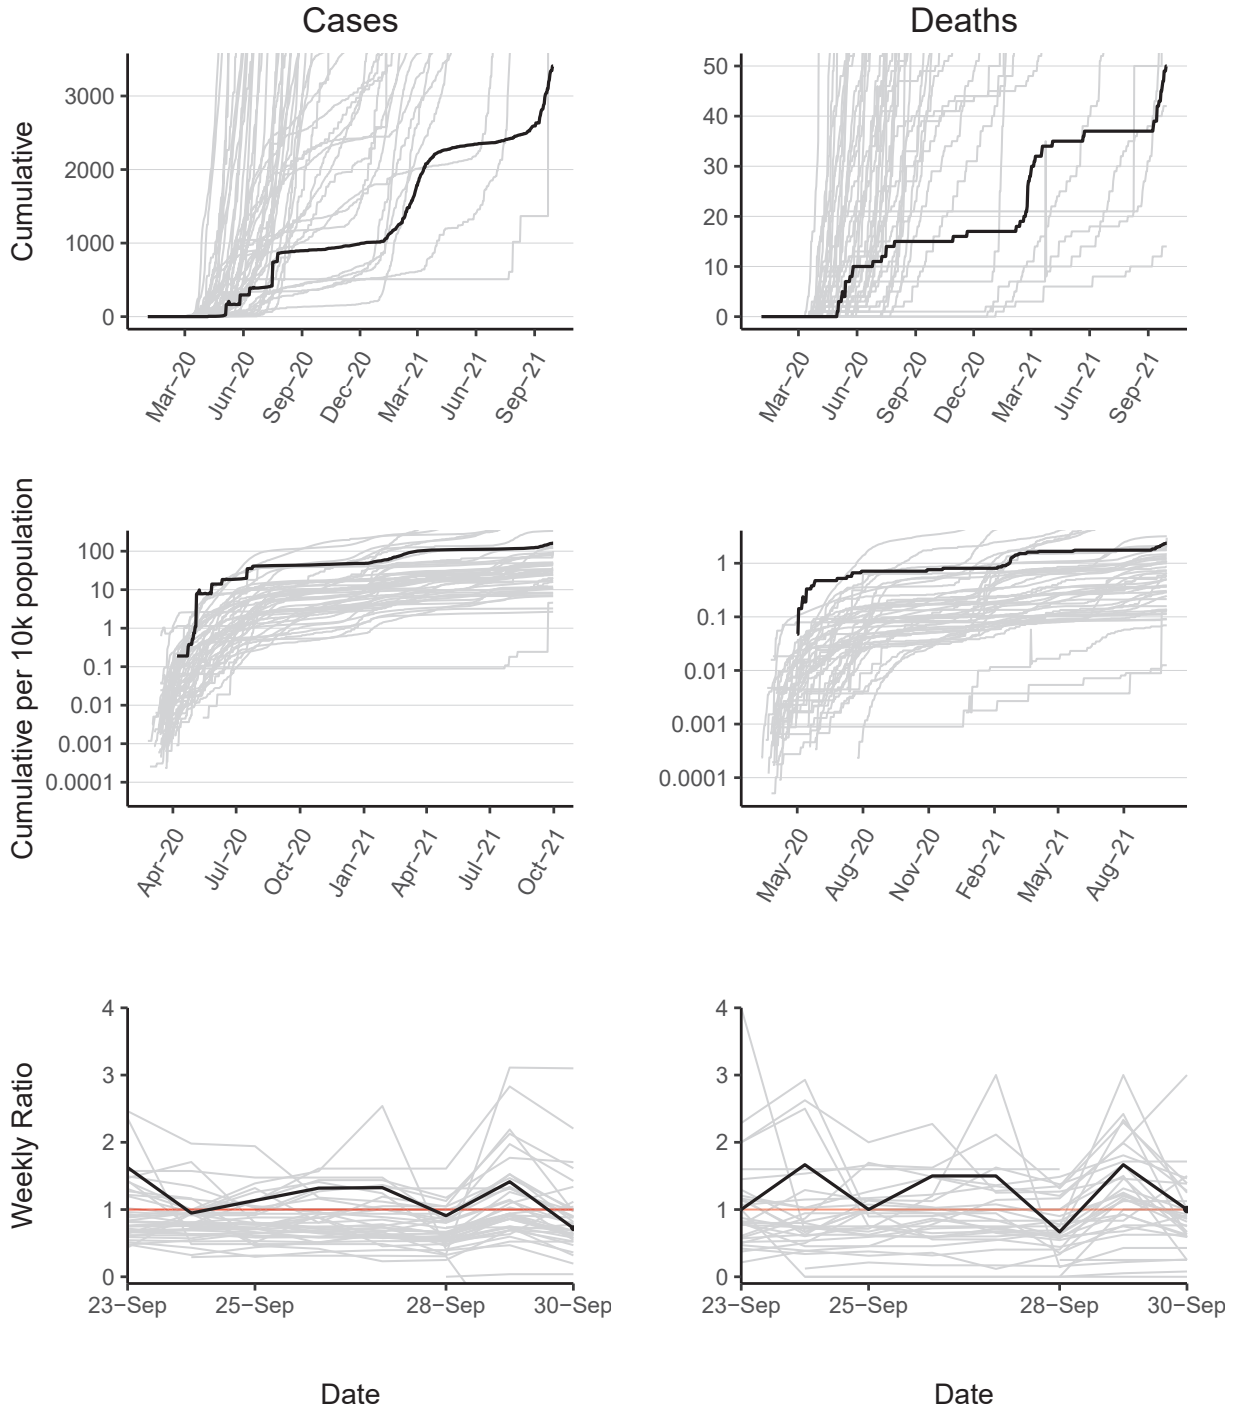 Cases
Deaths
Cumulative
3000
2000
1000
0
Mar−20
Jun−20
Sep−20
Dec−20
Mar−21
Jun−21
Sep−21
50
40
30
20
10
0
Mar−20
Jun−20
Sep−20
Dec−20
Mar−21
Jun−21
Sep−21
Cumulative per 10k population
100
10
1
0.1
0.01
0.001
0.0001
Apr−20
Jul−20
Oct−20
Jan−21
Apr−21
Jul−21
Oct−21
1
0.1
0.01
0.001
0.0001
May−20
Aug−20
Nov−20
Feb−21
May−21
Aug−21
Weekly Ratio
4
3
2
1
0
23−Sep
25−Sep
28−Sep
30−Sep
4
3
2
1
0
23−Sep
25−Sep
28−Sep
30−Sep
Date
Date